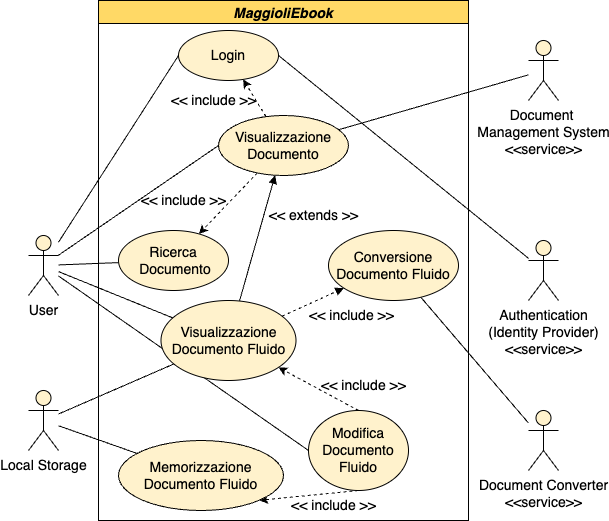 MaggioliEbook
Login
<< include >>
Visualizzazione
Documento
Document
Management System
<<service>>
<< include >>
<< extends >>
Ricerca
Documento
Conversione
Documento Fluido
User
Authentication
(Identity Provider)
<<service>>
<< include >>
Visualizzazione
Documento Fluido
<< include >>
Modifica
Documento
Fluido
Local Storage
Memorizzazione
Documento Fluido
Document Converter
<<service>>
<< include >>